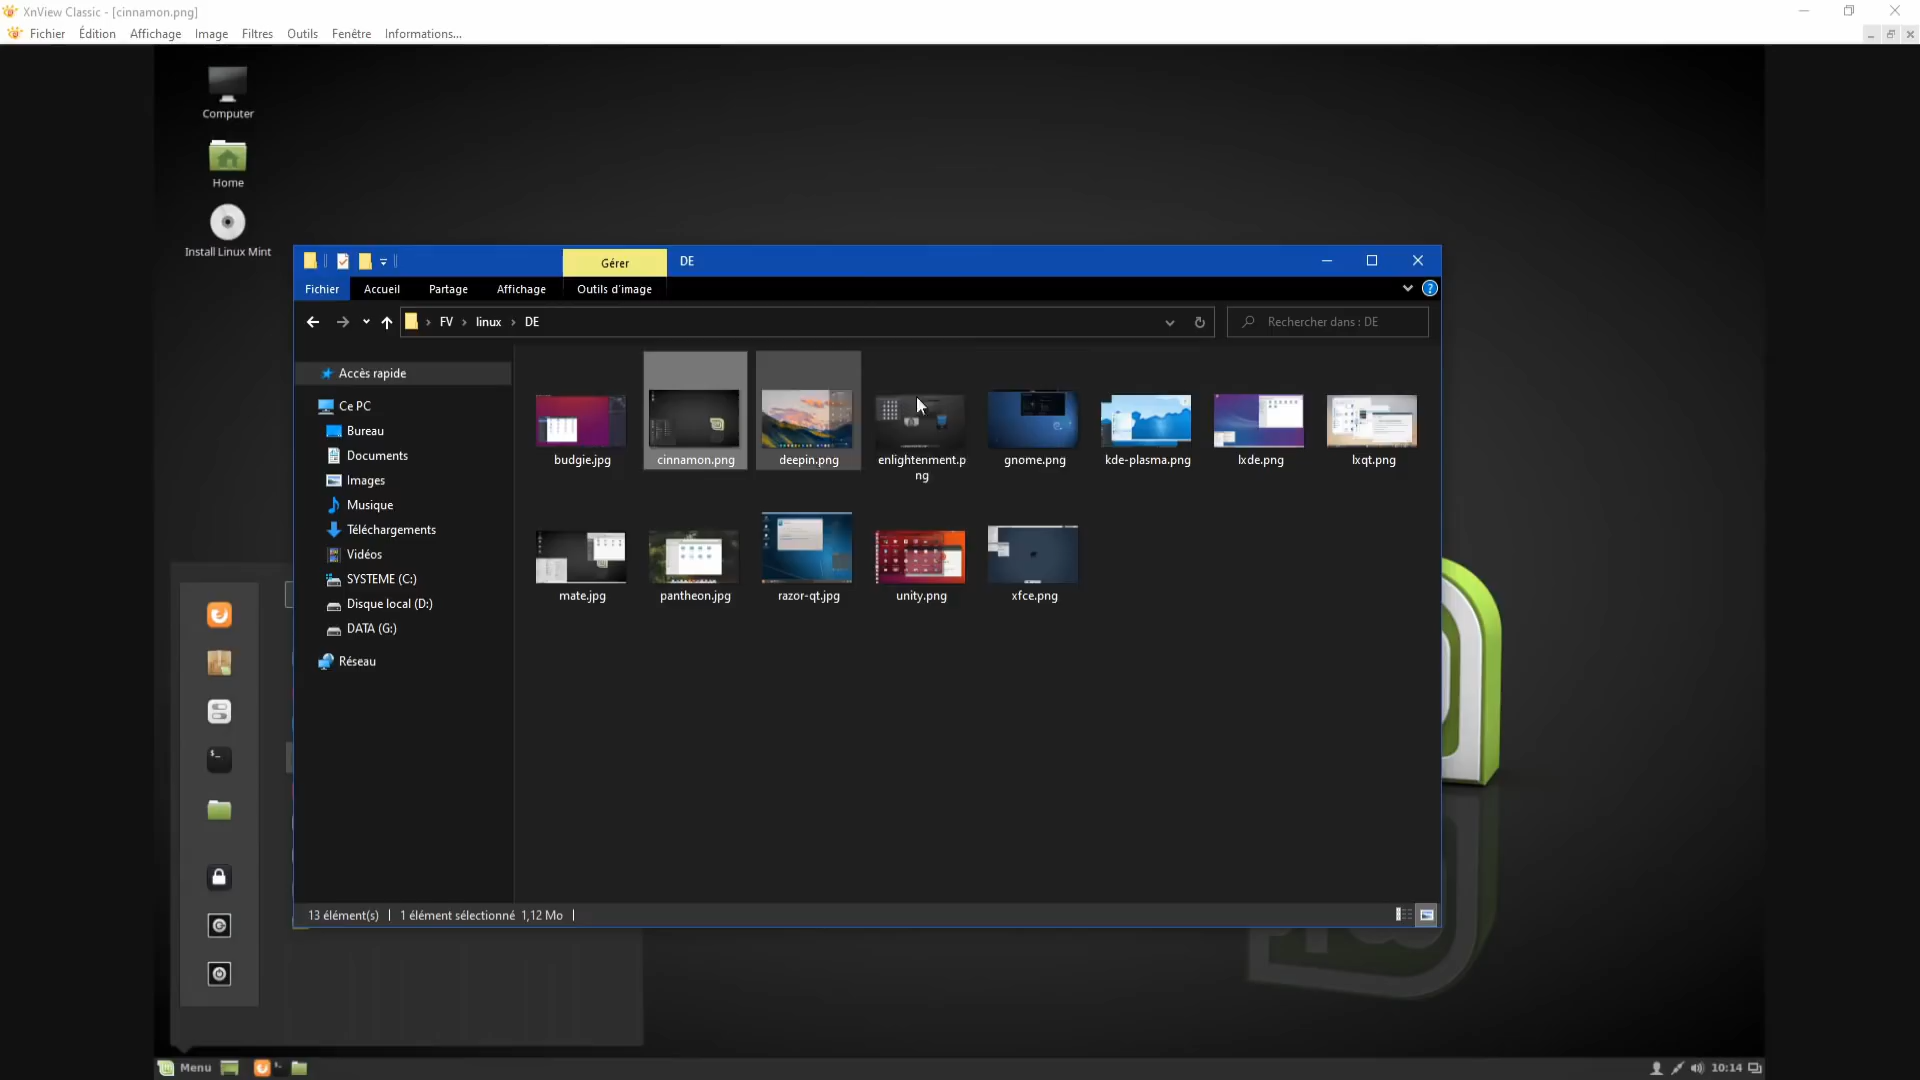 XnView Classic - [cinnamon.png]
Fichier Édition Affichage Image Filtres Outils Fenêtre Informations...
Computer
Home
Install Linux Mint
Gérer DE
Fichier Accueil Partage Affichage Outils d'image
FV linux DE
Rechercher dans : DE
Accès rapide
Ce PC
Bureau
Documents
Images
Musique
Téléchargements
Vidéos
SYSTEME (C:)
Disque local (D:)
DATA (G:)
Réseau
budgie.jpg cinnamon.png deepin.png enlightenment.p
ng gnome.png kde-plasma.png lxde.png lxqt.png
mate.jpg pantheon.jpg razor-qt.jpg unity.png xfce.png
13 élément(s) 1 élément sélectionné 1,12 Mo
Menu
10:14